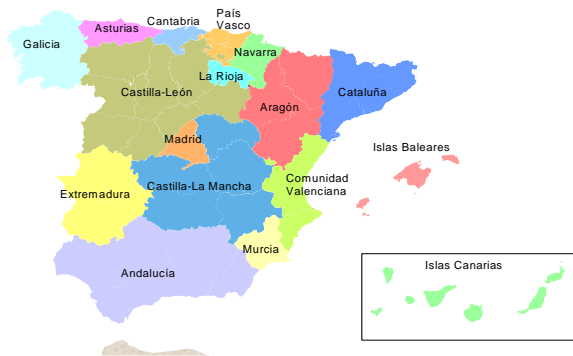 País
Vasco
Cantabria
Asturias
Galicia
Navarra
La Rioja
Castilla-León
Cataluña
Aragón
Madrid
Islas Baleares
Comunidad
Valenciana
Castilla-La Mancha
Extremadura
Murcia
Islas Canarias
Andalucía